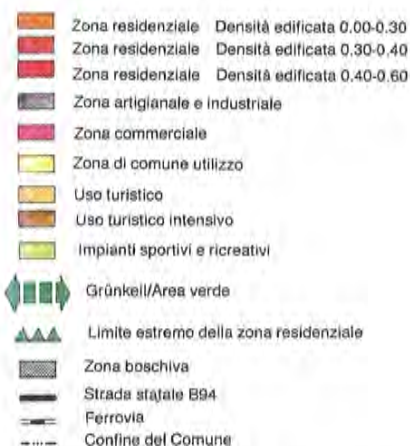 Zona residenziale Densità edificata 0.00-0.30
Zona residenziale Densità edificata 0.30-0.40
Zona residenziale Densità edificata 0.40-0.60
Zona artigianale e industriale
Zona commerciale
Zona di comune utilizzo
Uso turistico
Uso turistico intensivo
Impianti sportivi e ricreativi
Grünkeil/Area verde
Limite estremo della zona residenziale
Zona boschiva
Strada statale B94
Ferrovia
Confine del Comune